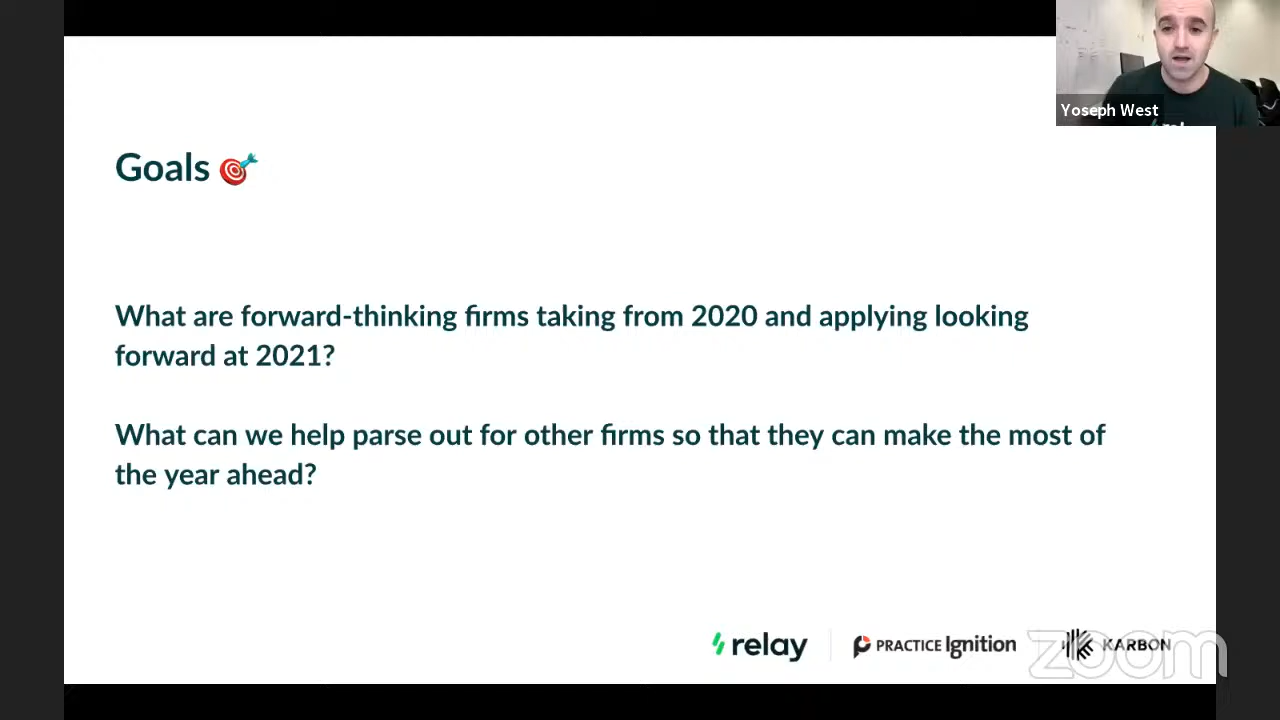 Yoseph West
Goals 🎯
What are forward-thinking firms taking from 2020 and applying looking
forward at 2021?
What can we help parse out for other firms so that they can make the most of
the year ahead?
relay
PRACTICE Ignition
KARBON
zoom